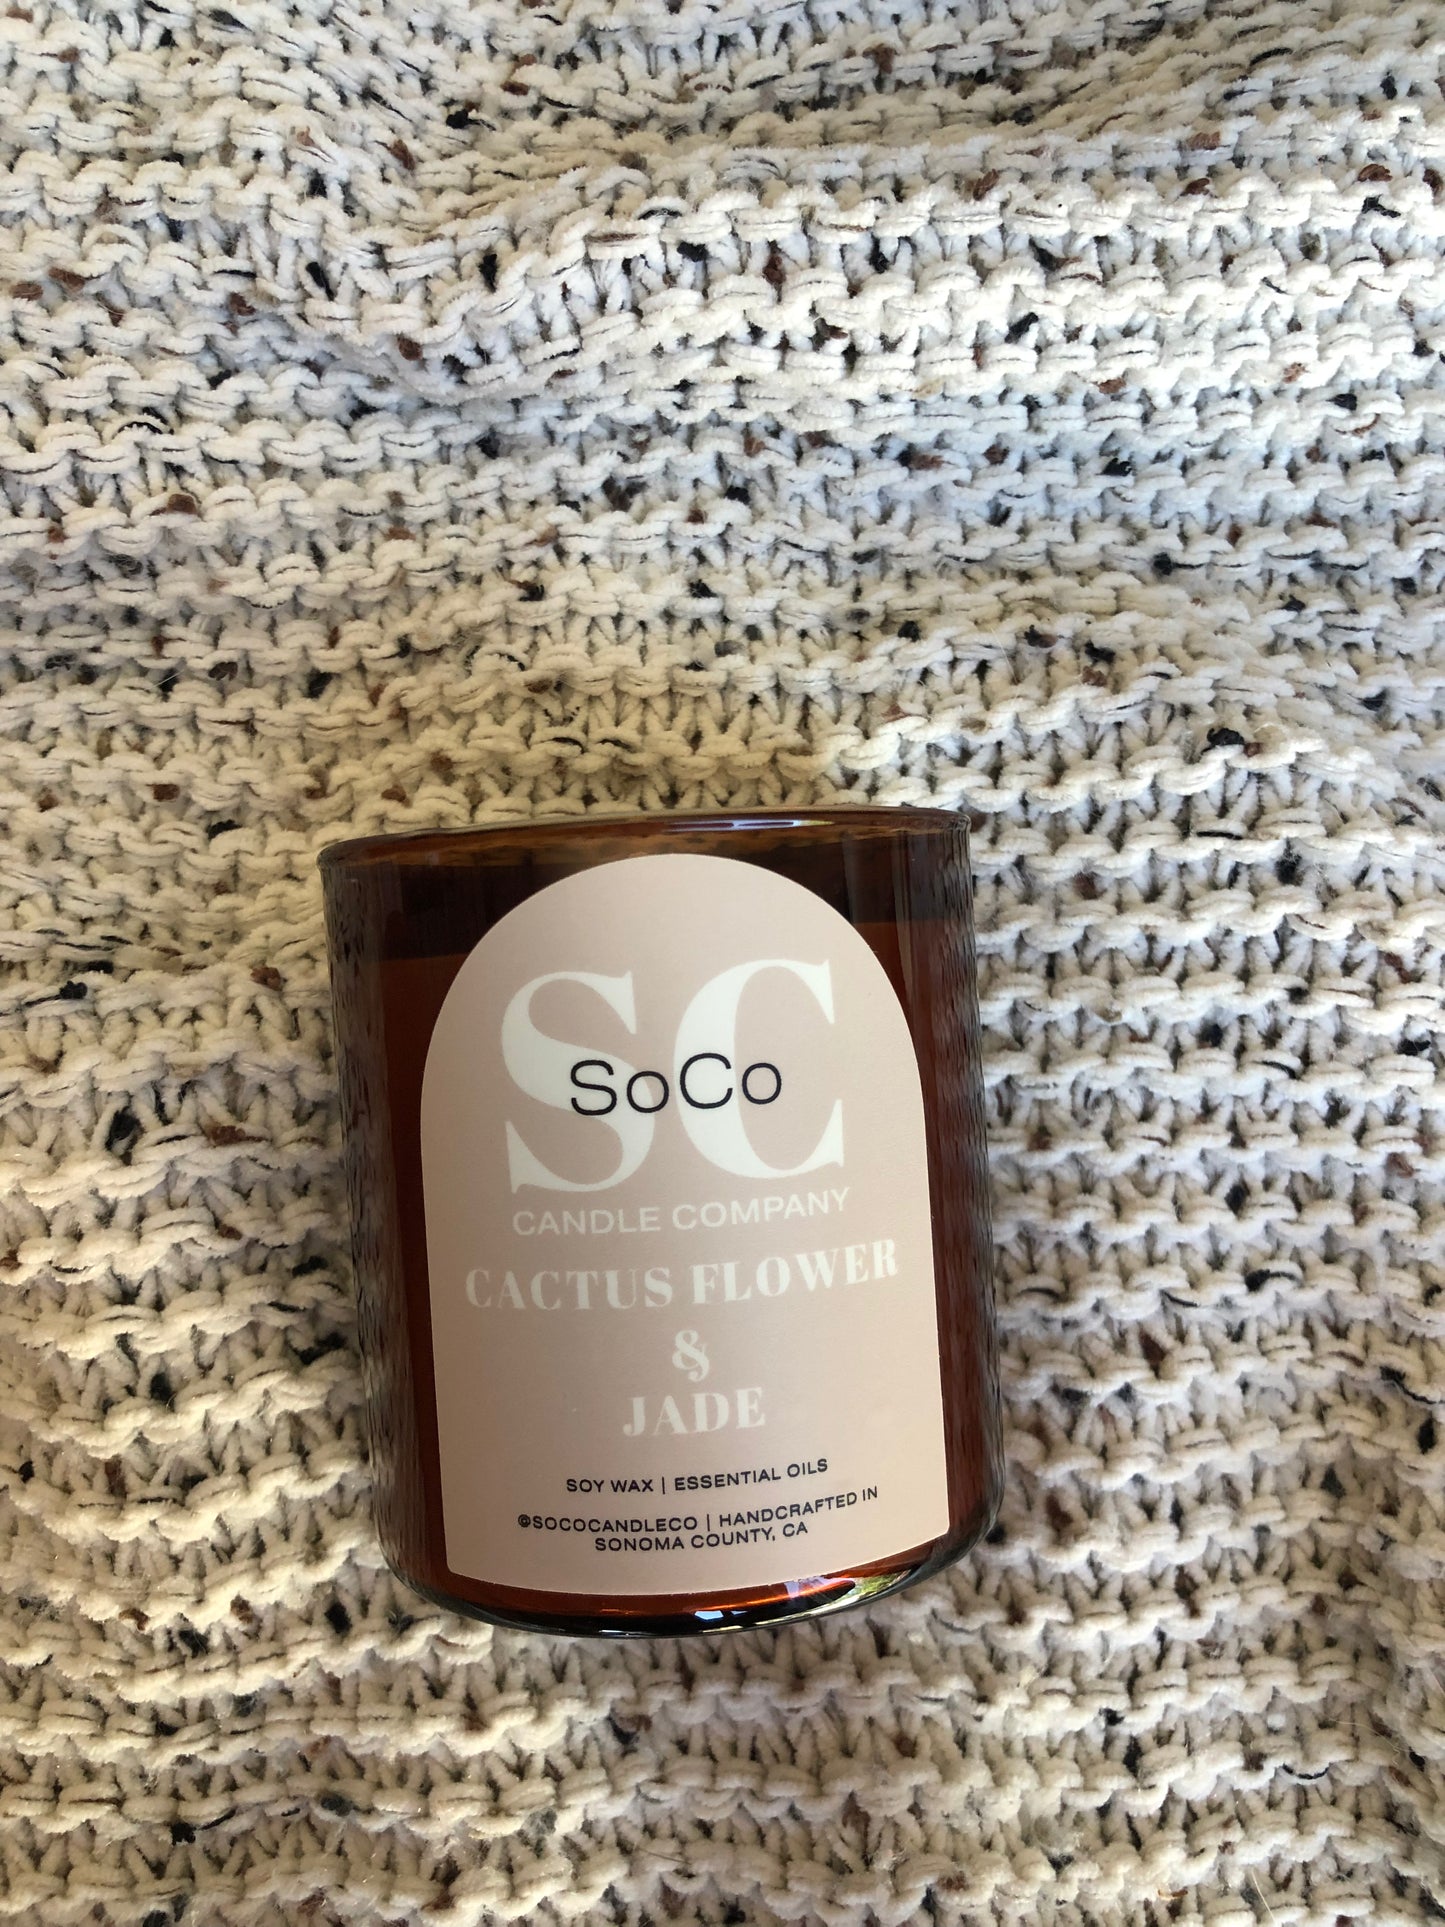 SC
SoCo
CANDLE COMPANY
CACTUS FLOWER
&
JADE
SOY WAX | ESSENTIAL OILS
@SOCOCANDLECO | HANDCRAFTED IN
SONOMA COUNTY, CA